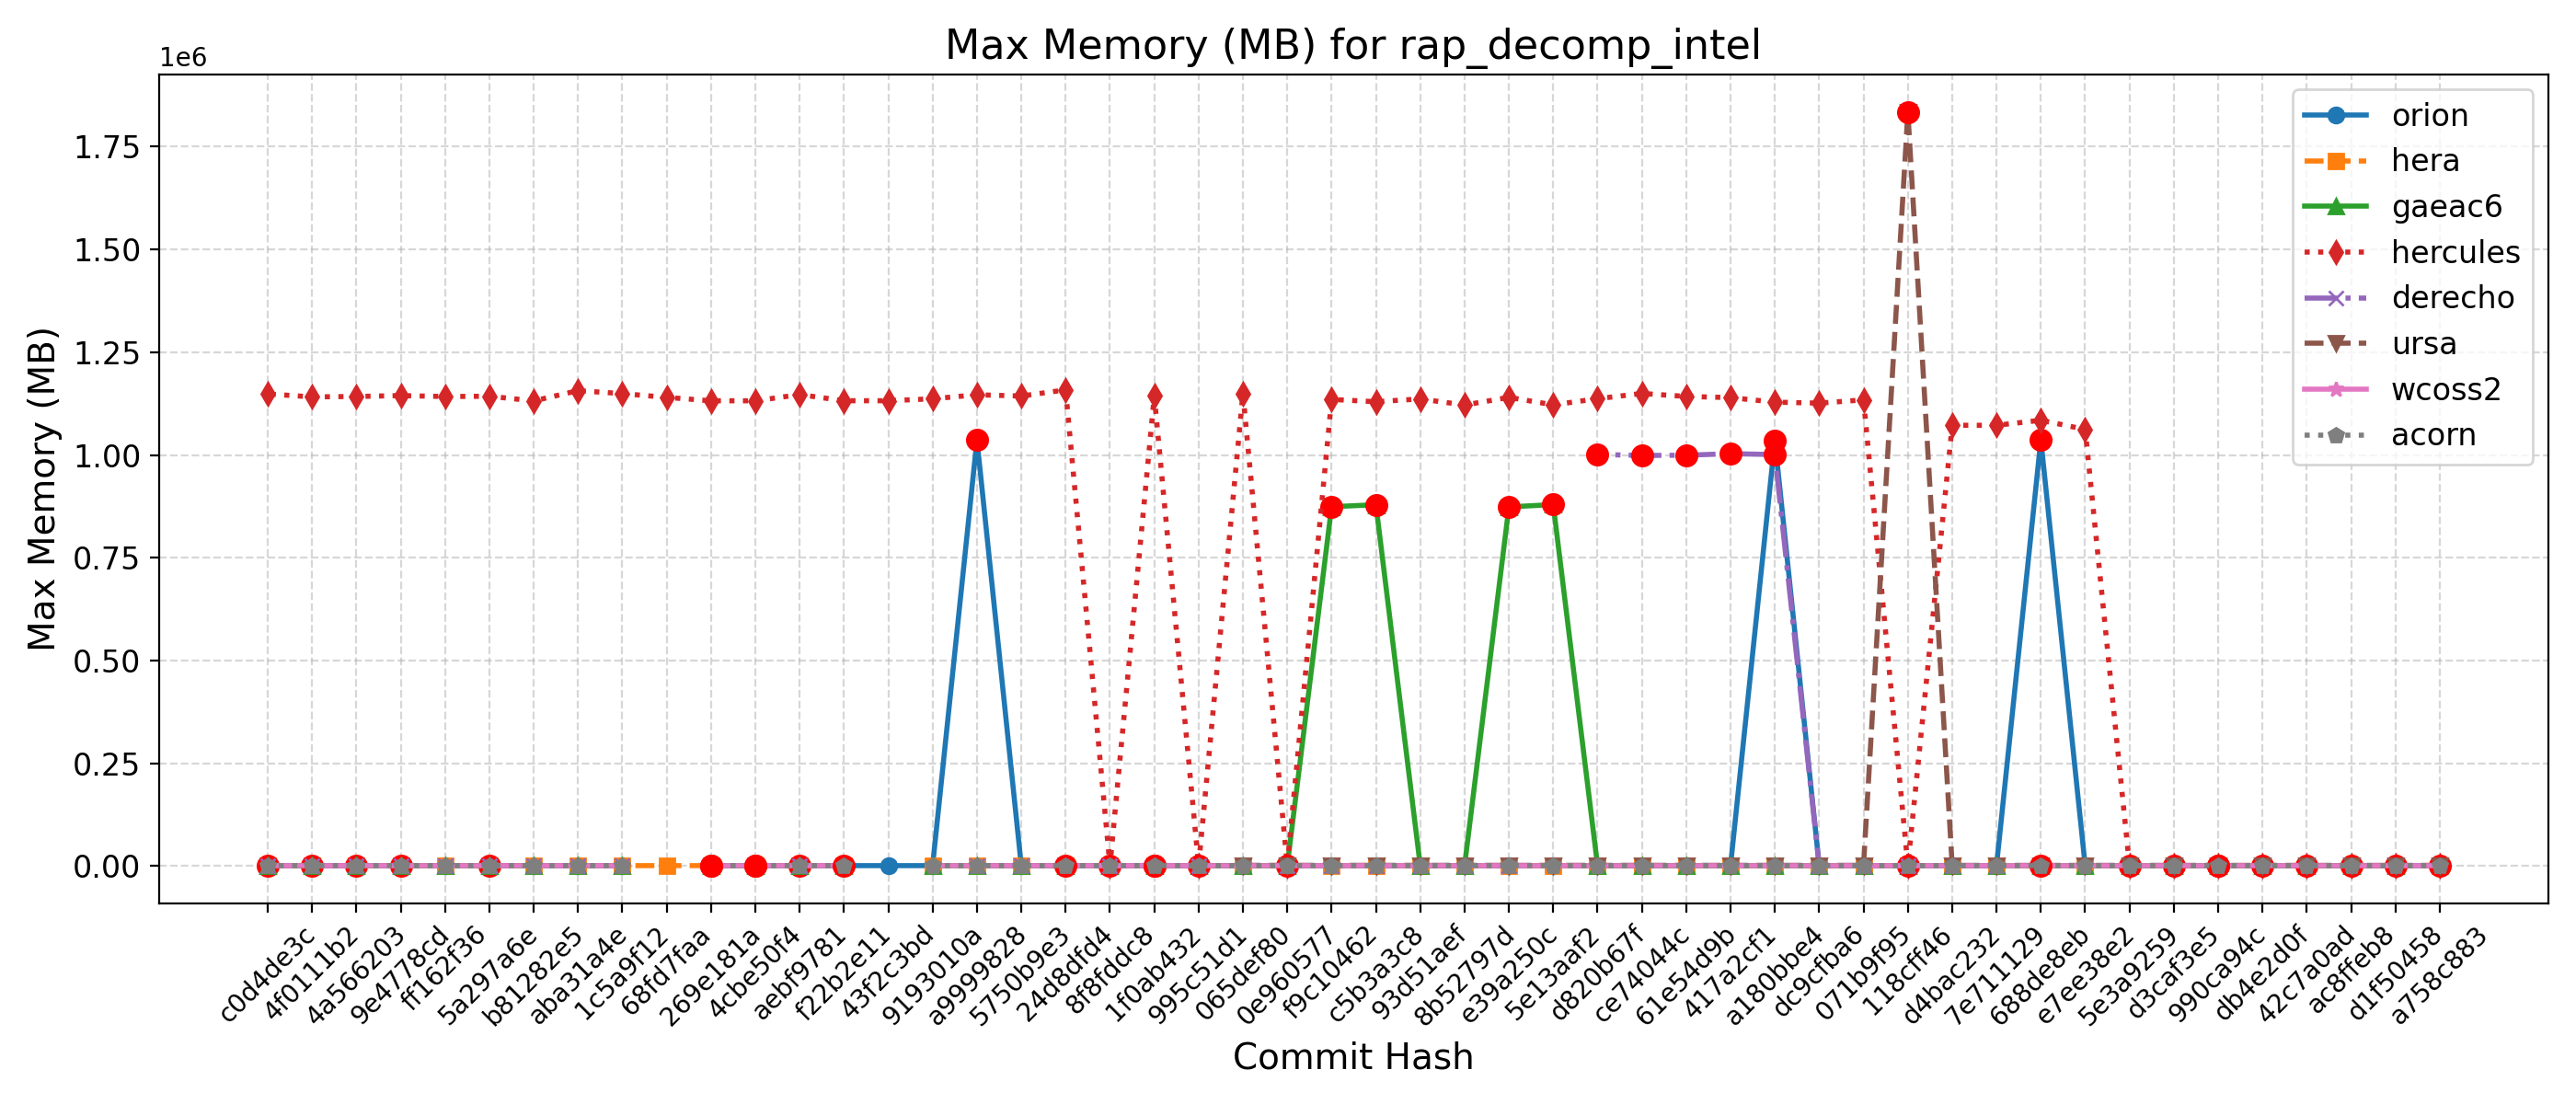 Max Memory (MB) for rap_decomp_intel
1e6
1.75
1.50
1.25
1.00
0.75
0.50
0.25
0.00
Max Memory (MB)
orion
hera
gaeac6
hercules
derecho
ursa
wcoss2
acorn
c0d4de3c
4f0111b2
4a566203
9e4778cd
ff162f36
5a297a6e
b81282e5
aba31a4e
1c5a9f12
68fd7faa
269e181a
4cbe50f4
aebf9781
f22b2e11
43f2c3bd
9193010a
a9999828
5750b9e3
24d8dfd4
8f8fddc8
1f0ab432
995c51d1
065def80
0e960577
f9c10462
c5b3a3c8
93d51aef
8b52797d
e39a250c
5e13aaf2
d820b67f
ce74044c
61e54d9b
417a2cf1
a180bbe4
dc9cfba6
071b9f95
118cff46
d4bac232
7e711129
688de8eb
e7ee38e2
5e3a9259
d3caf3e5
990ca94c
db4e2d0f
42c7a0ad
ac8ffeb8
d1f50458
a758c883
Commit Hash